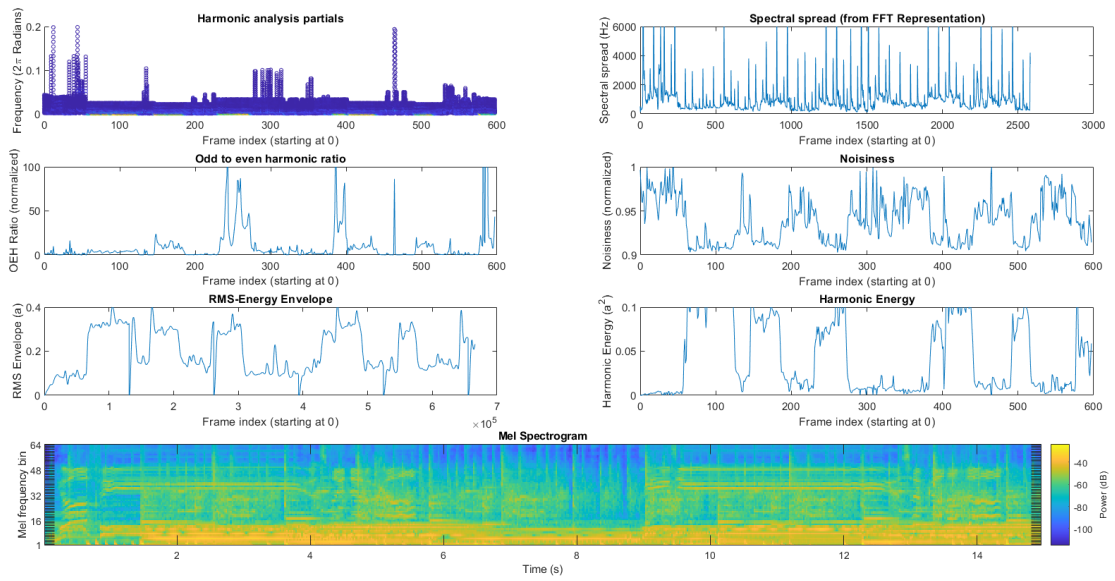 Harmonic analysis partials
Frequency (2π Radians)
0.2
0.1
0
0 100 200 300 400 500 600
Frame index (starting at 0)
Spectral spread (from FFT Representation)
Spectral spread (Hz)
6000
4000
2000
0
0 500 1000 1500 2000 2500 3000
Frame index (starting at 0)
Odd to even harmonic ratio
OEH Ratio (normalized)
100
50
0
0 100 200 300 400 500 600
Frame index (starting at 0)
Noisiness
Noisiness (normalized)
1
0.95
0.9
0 100 200 300 400 500 600
Frame index (starting at 0)
RMS-Energy Envelope
RMS Envelope (a)
0.4
0.2
0
0 1 2 3 4 5 6 7
Frame index (starting at 0)
×10^5
Harmonic Energy
Harmonic Energy (a^2)
0.1
0.05
0
0 100 200 300 400 500 600
Frame index (starting at 0)
Mel Spectrogram
Mel frequency bin
64
48
32
16
1
2 4 6 8 10 12 14
Time (s)
-40
-60
-80
-100
Power (dB)